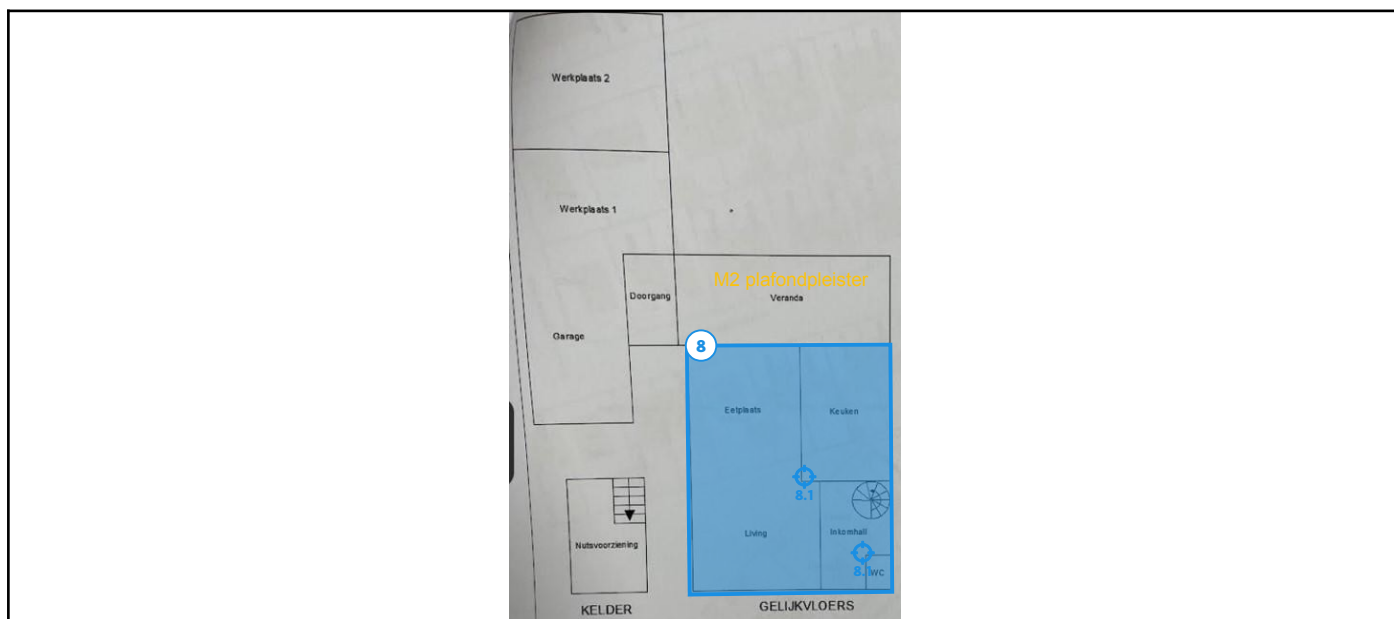 Werkplaats 2
Werkplaats 1
M2 plafondpleister
Doorgang
Veranda
Garage
8
Eetplaats
Keuken
8.1
Living
Inkomhall
Nutsvoorziening
8.1
WC
KELDER
GELIJKVLOERS